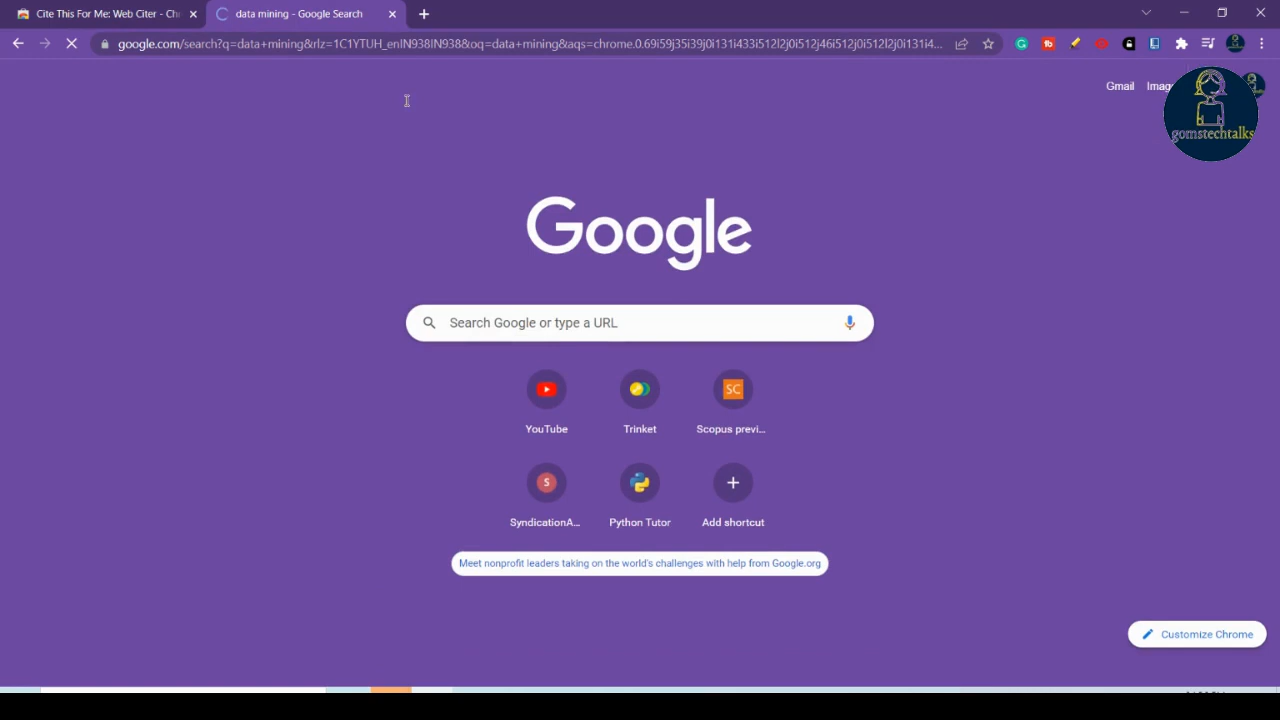 Cite This For Me: Web Citer - Ch
data mining - Google Search
google.com/search?q=data+mining&rlz=1C1YTUH_enIN938IN938&oq=data+mining&aqs=chrome.0.69i59j35i39j0i131i433i512l2j0i512j46i512j0i512l2j0i131i4...
Gmail
gomstechtalks
Google
Search Google or type a URL
YouTube
Trinket
SC
Scopus previ...
S
SyndicationA...
Python Tutor
Add shortcut
Meet nonprofit leaders taking on the world's challenges with help from Google.org
Customize Chrome